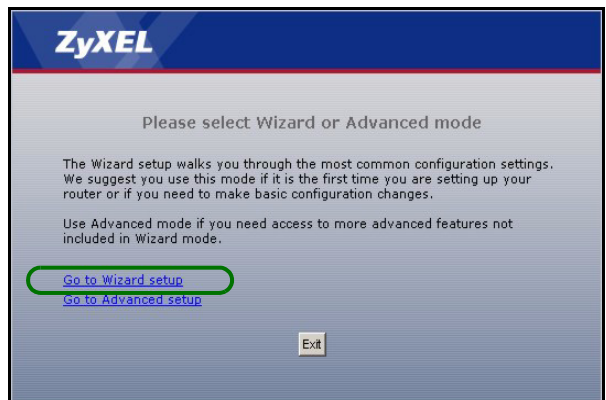 ZyXEL
Please select Wizard or Advanced mode
The Wizard setup walks you through the most common configuration settings.
We suggest you use this mode if it is the first time you are setting up your
router or if you need to make basic configuration changes.
Use Advanced mode if you need access to more advanced features not
included in Wizard mode.
Go to Wizard setup
Go to Advanced setup
Exit